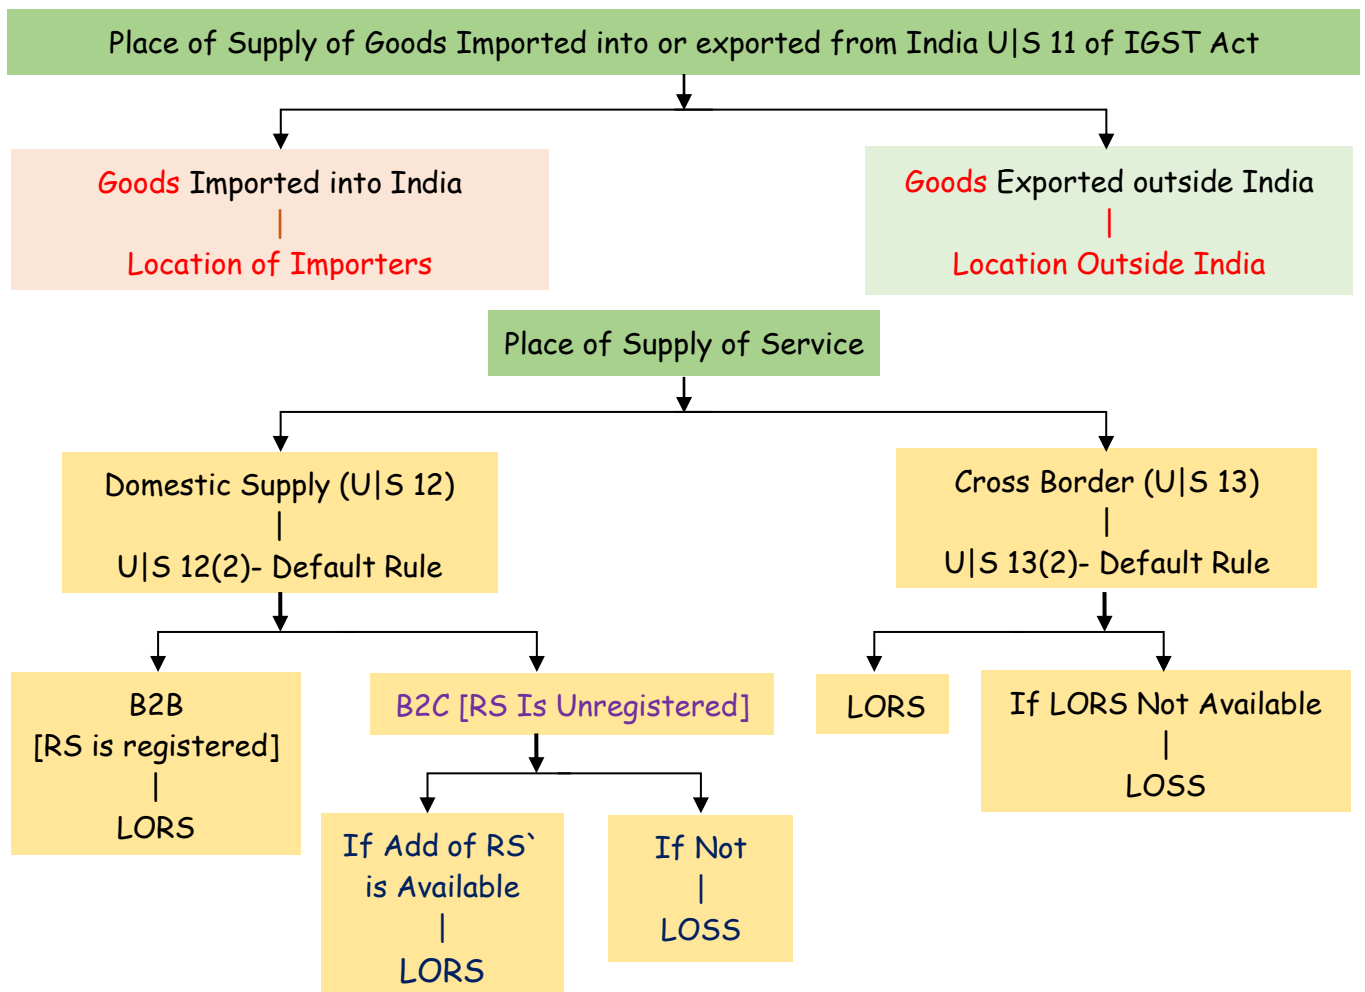 Place of Supply of Goods Imported into or exported from India U|S 11 of IGST Act
Goods Imported into India
|
Location of Importers
Goods Exported outside India
|
Location Outside India
Place of Supply of Service
Domestic Supply (U|S 12)
|
U|S 12(2)- Default Rule
Cross Border (U|S 13)
|
U|S 13(2)- Default Rule
B2B
[RS is registered]
|
LORS
B2C [RS Is Unregistered]
If Add of RS`
is Available
|
LORS
If Not
|
LOSS
LORS
If LORS Not Available
|
LOSS